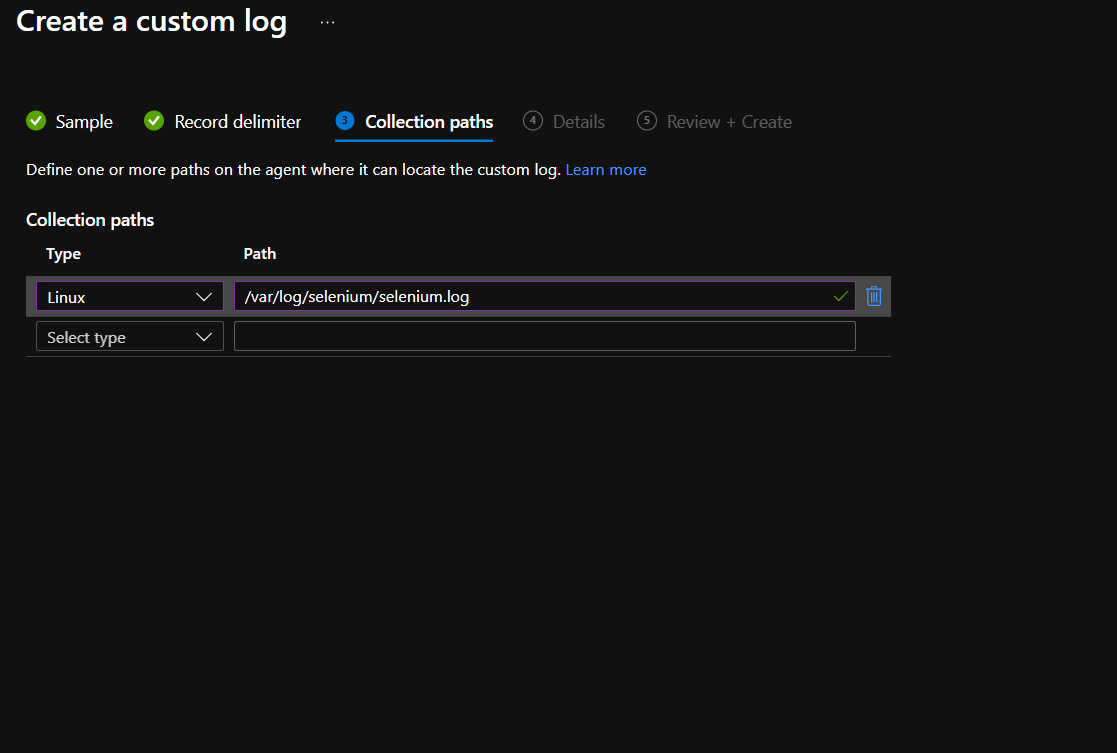 Create a custom log ...
Sample Record delimiter 3 Collection paths 4 Details 5 Review + Create
Define one or more paths on the agent where it can locate the custom log. Learn more
Collection paths
Type Path
Linux /var/log/selenium/selenium.log
Select type